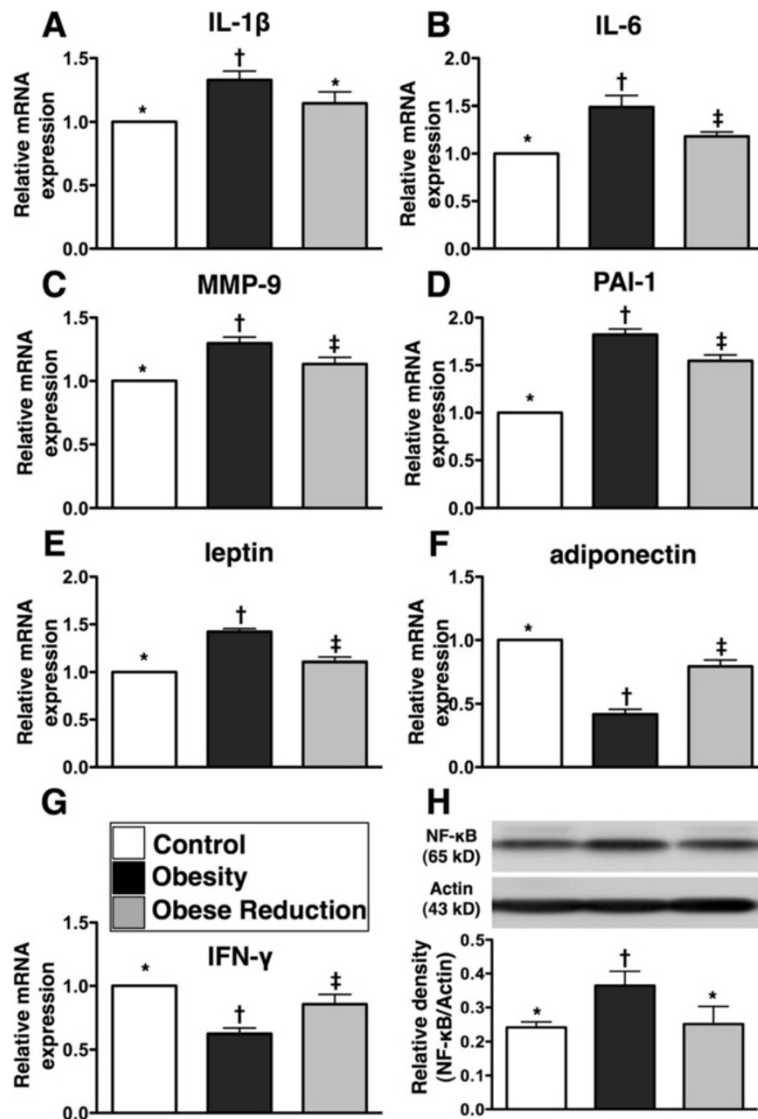 A
IL-1β
Relative mRNA
expression
1.5
1.0
0.5
0.0
*
†
*
B
IL-6
Relative mRNA
expression
2.0
1.5
1.0
0.5
0.0
*
†
‡
C
MMP-9
Relative mRNA
expression
1.5
1.0
0.5
0.0
*
†
‡
D
PAI-1
Relative mRNA
expression
2.0
1.5
1.0
0.5
0.0
*
†
‡
E
leptin
Relative mRNA
expression
2.0
1.5
1.0
0.5
0.0
*
†
‡
F
adiponectin
Relative mRNA
expression
1.5
1.0
0.5
0.0
*
†
‡
G
Control
Obesity
Obese Reduction
IFN-γ
Relative mRNA
expression
1.5
1.0
0.5
0.0
*
†
‡
H
NF-κB
(65 kD)
Actin
(43 kD)
Relative density
(NF-κB/Actin)
0.5
0.4
0.3
0.2
0.1
0.0
*
†
*